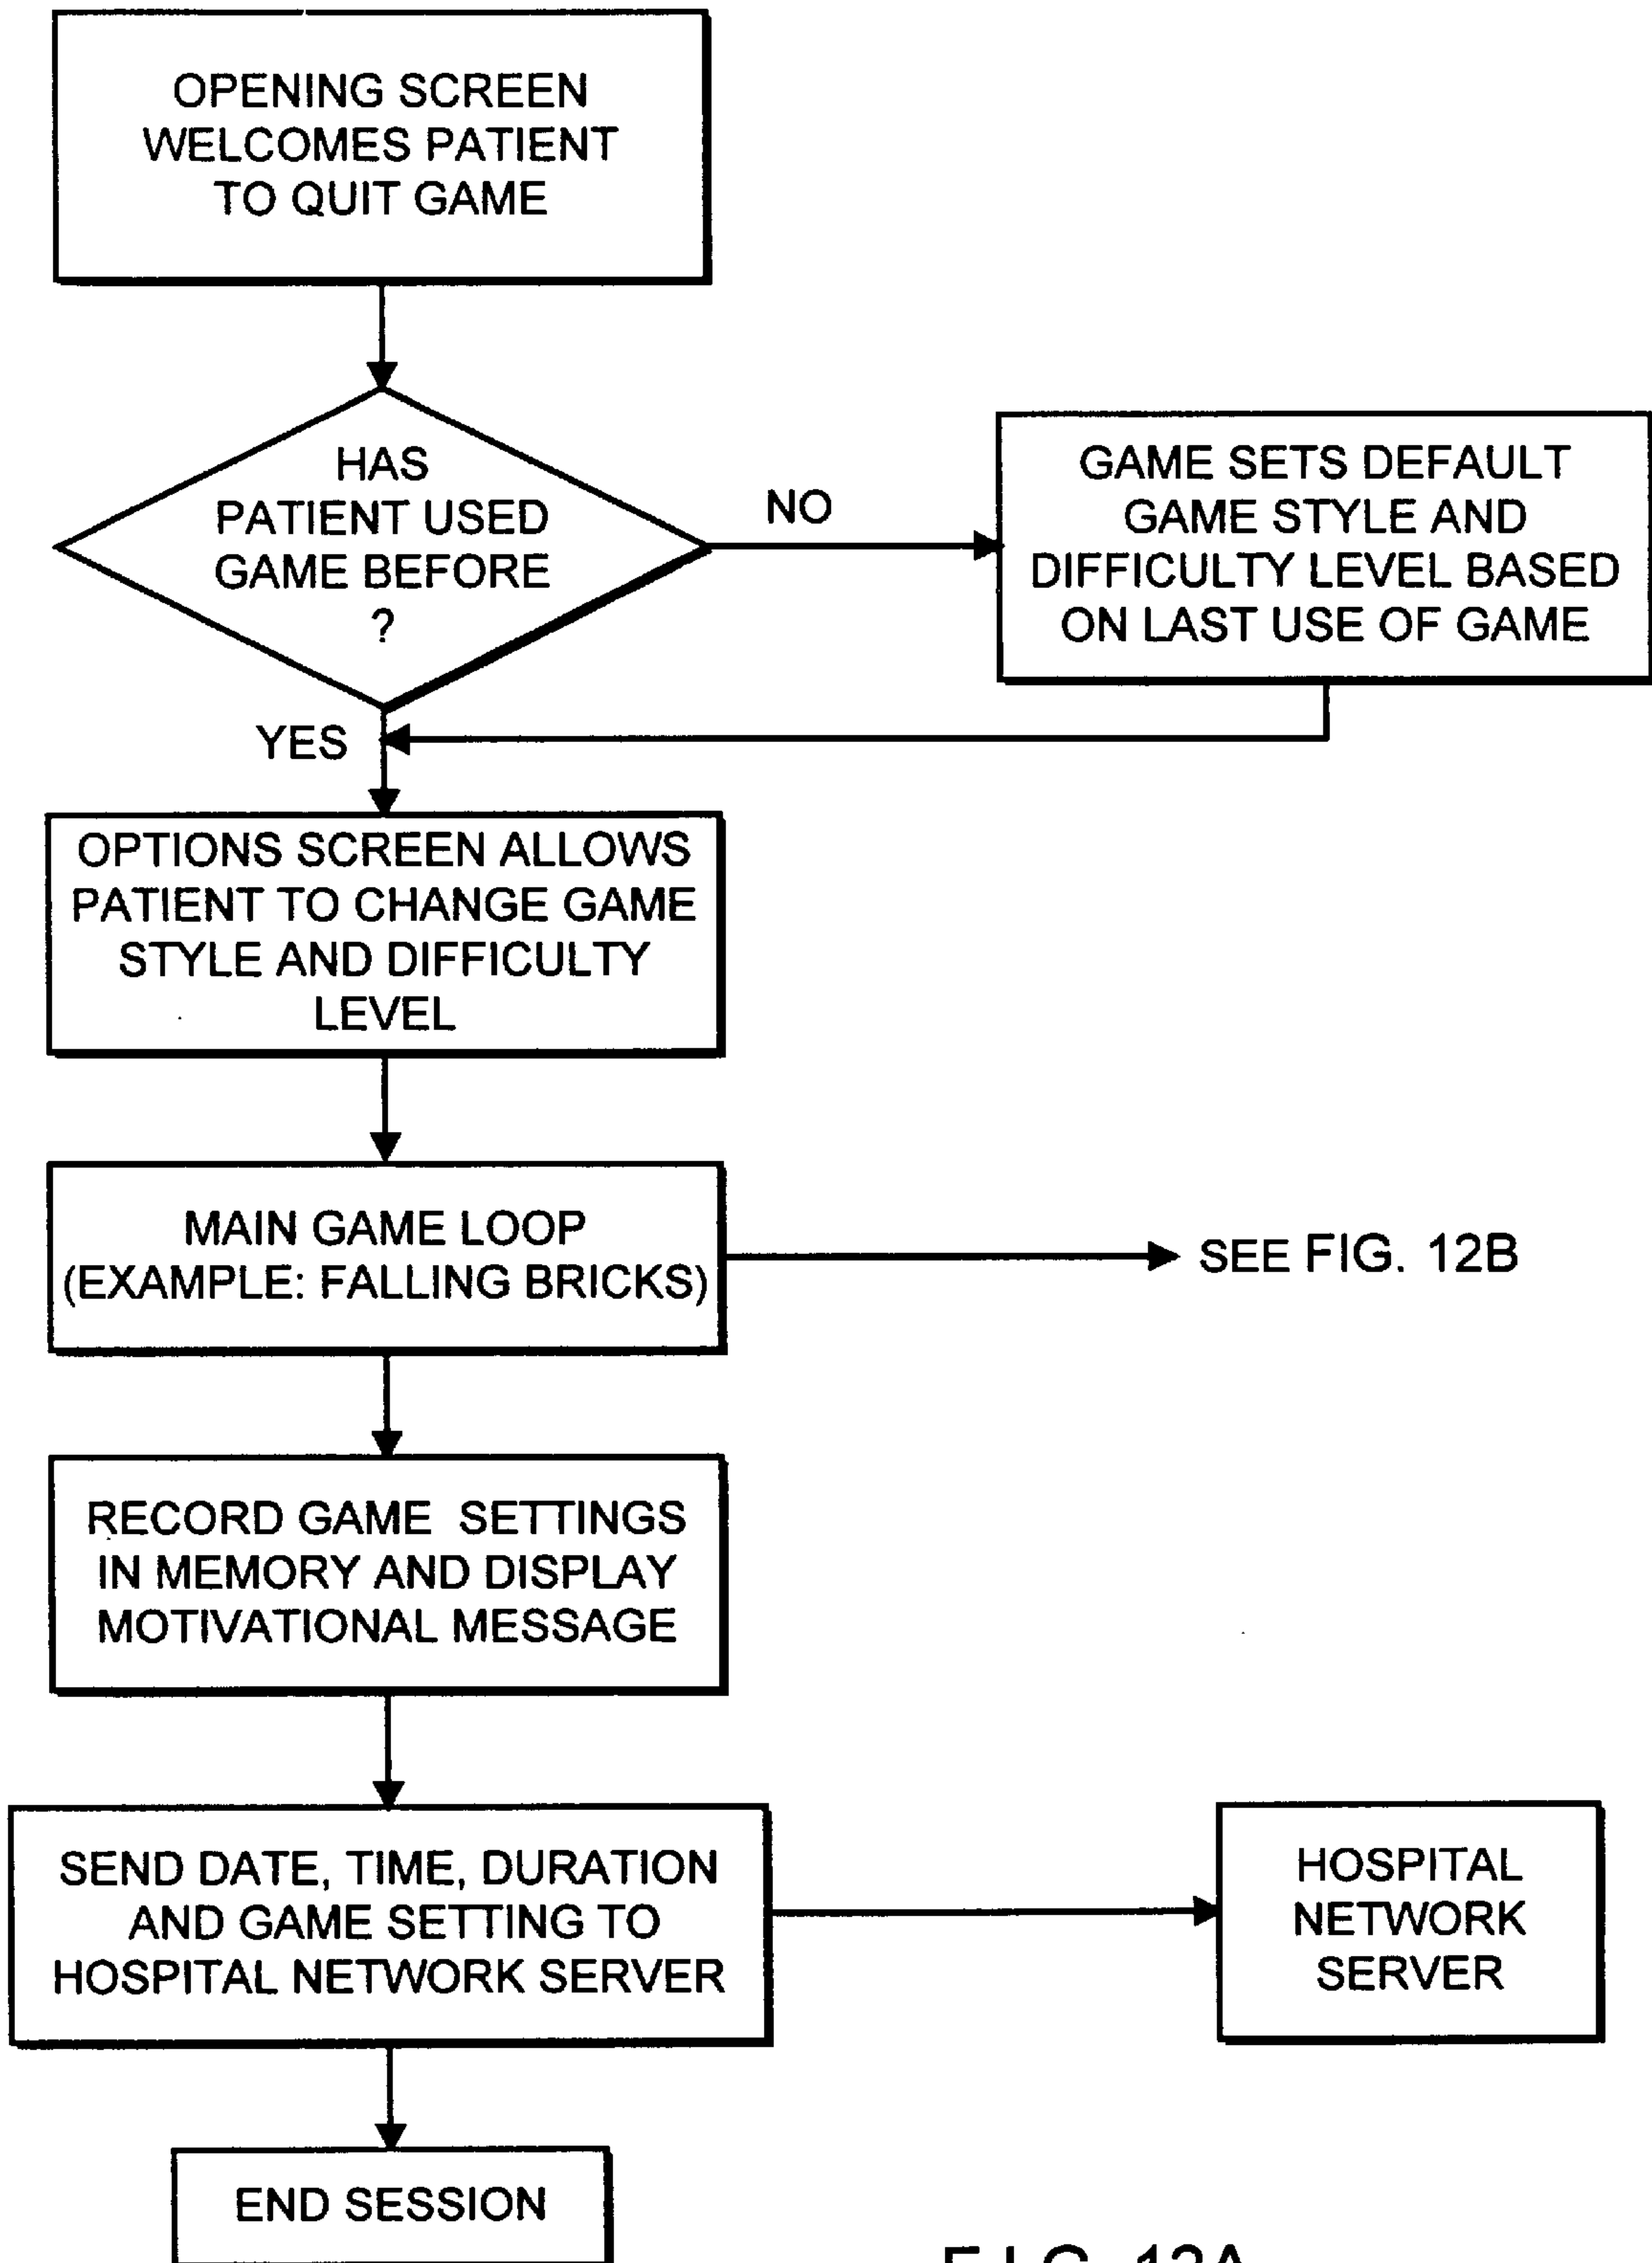 OPENING SCREEN
WELCOMES PATIENT
TO QUIT GAME
HAS
PATIENT USED
GAME BEFORE
?
NO
GAME SETS DEFAULT
GAME STYLE AND
DIFFICULTY LEVEL BASED
ON LAST USE OF GAME
YES
OPTIONS SCREEN ALLOWS
PATIENT TO CHANGE GAME
STYLE AND DIFFICULTY
LEVEL
MAIN GAME LOOP
(EXAMPLE: FALLING BRICKS)
SEE FIG. 12B
RECORD GAME SETTINGS
IN MEMORY AND DISPLAY
MOTIVATIONAL MESSAGE
SEND DATE, TIME, DURATION
AND GAME SETTING TO
HOSPITAL NETWORK SERVER
HOSPITAL
NETWORK
SERVER
END SESSION
FIG. 12A